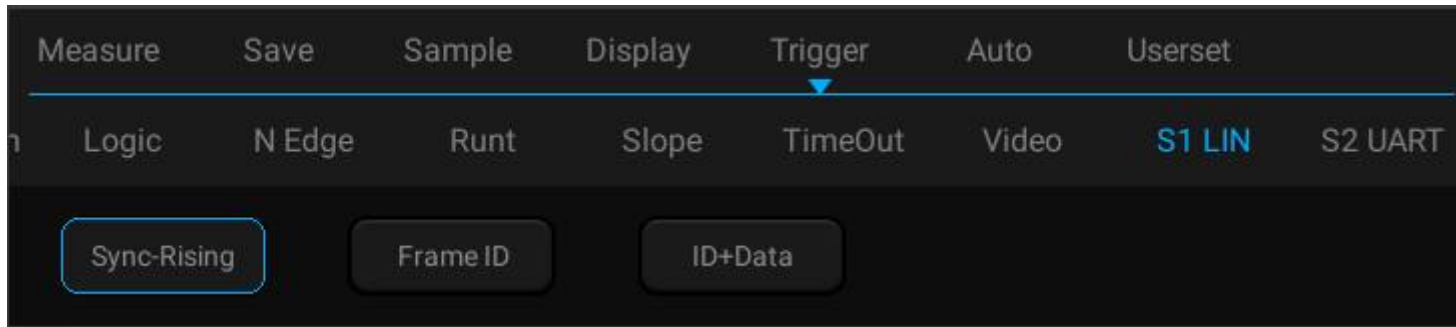 Measure Save Sample Display Trigger Auto Userset
Logic N Edge Runt Slope TimeOut Video S1 LIN S2 UART
Sync-Rising Frame ID ID+Data